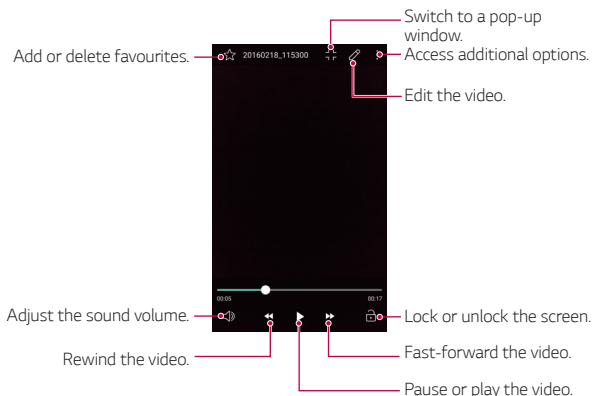 Switch to a pop-up
window.
Add or delete favourites.
20160218_115300
Access additional options.
Edit the video.
00:05
00:17
Adjust the sound volume.
Lock or unlock the screen.
Rewind the video.
Fast-forward the video.
Pause or play the video.